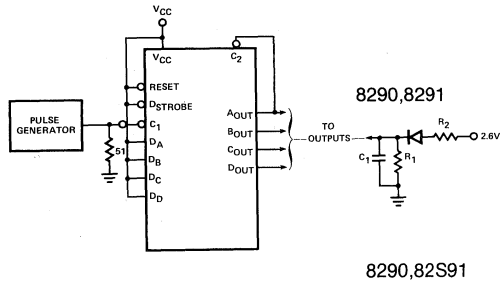 VCC
VCC
C2
RESET
DSTROBE
C1
DA
DB
DC
DD
PULSE
GENERATOR
51
AOUT
BOUT
COUT
DOUT
TO
OUTPUTS
8290,8291
R2
2.6V
C1
R1
8290,82S91